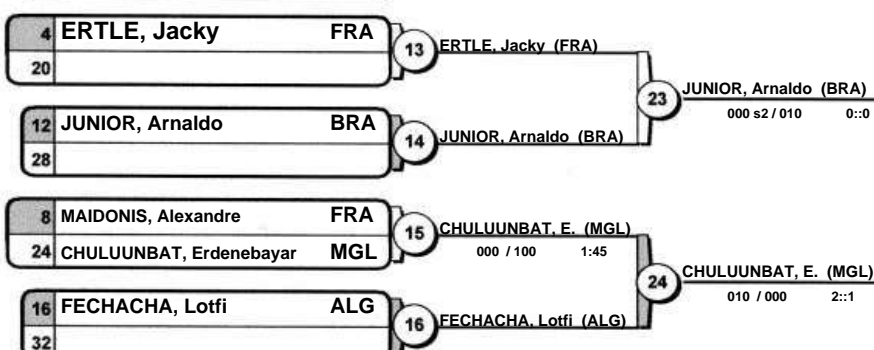 4 ERTLE, Jacky FRA
20
13
ERTLE, Jacky (FRA)
12 JUNIOR, Arnaldo BRA
28
14
JUNIOR, Arnaldo (BRA)
23
JUNIOR, Arnaldo (BRA)
000 s2 / 010 0::0
8 MAIDONIS, Alexandre FRA
24 CHULUUNBAT, Erdenebayar MGL
15
CHULUUNBAT, E. (MGL)
000 / 100 1:45
16 FECHACHA, Lotfi ALG
32
16
FECHACHA, Lotfi (ALG)
24
CHULUUNBAT, E. (MGL)
010 / 000 2::1